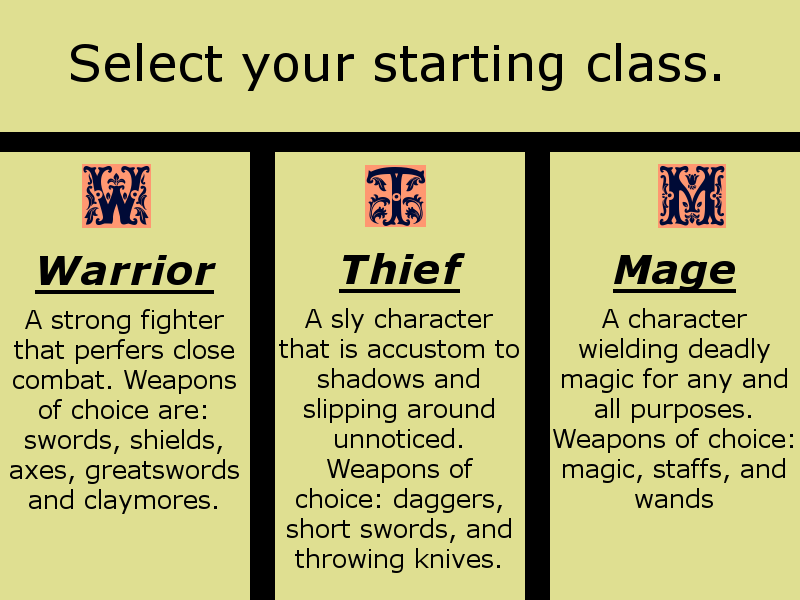 Select your starting class.
W
Warrior
A strong fighter
that perfers close
combat. Weapons
of choice are:
swords, shields,
axes, greatswords
and claymores.
T
Thief
A sly character
that is accustom to
shadows and
slipping around
unnoticed.
Weapons of
choice: daggers,
short swords, and
throwing knives.
M
Mage
A character
wielding deadly
magic for any and
all purposes.
Weapons of choice:
magic, staffs, and
wands